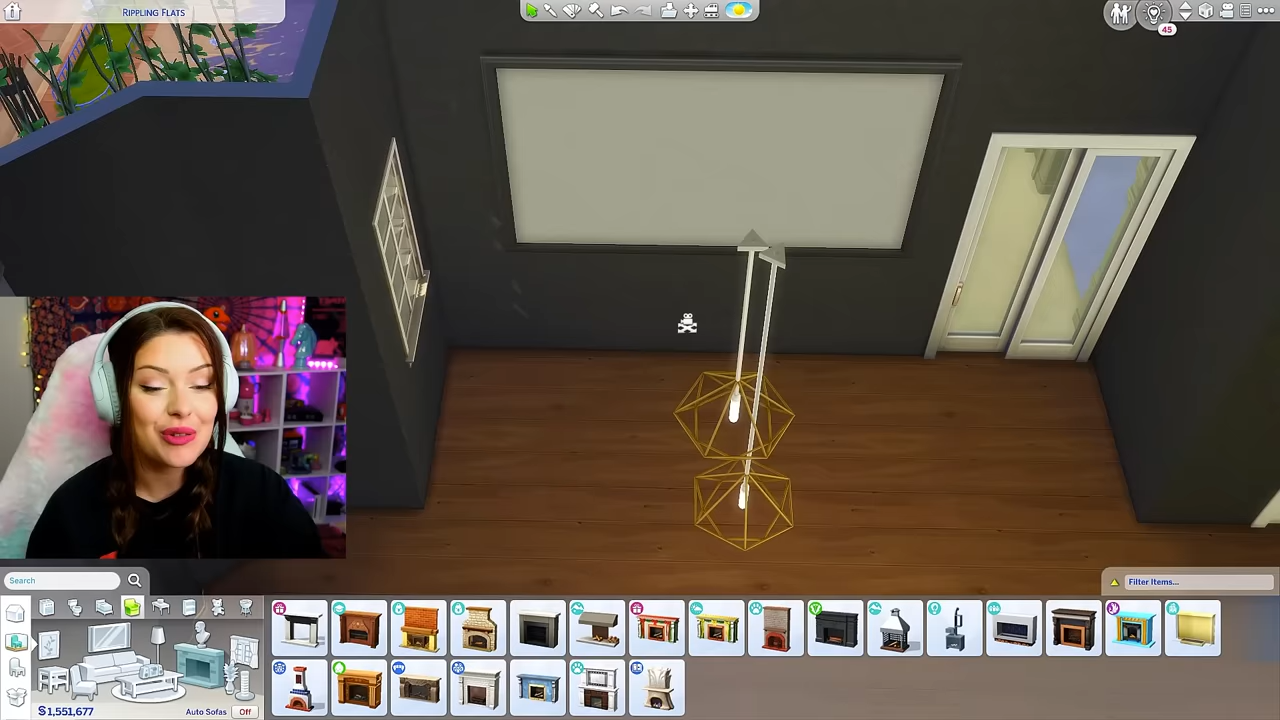 RIPPLING FLATS
45
Search
Filter Items...
$1,551,677
Auto Sofas
Off